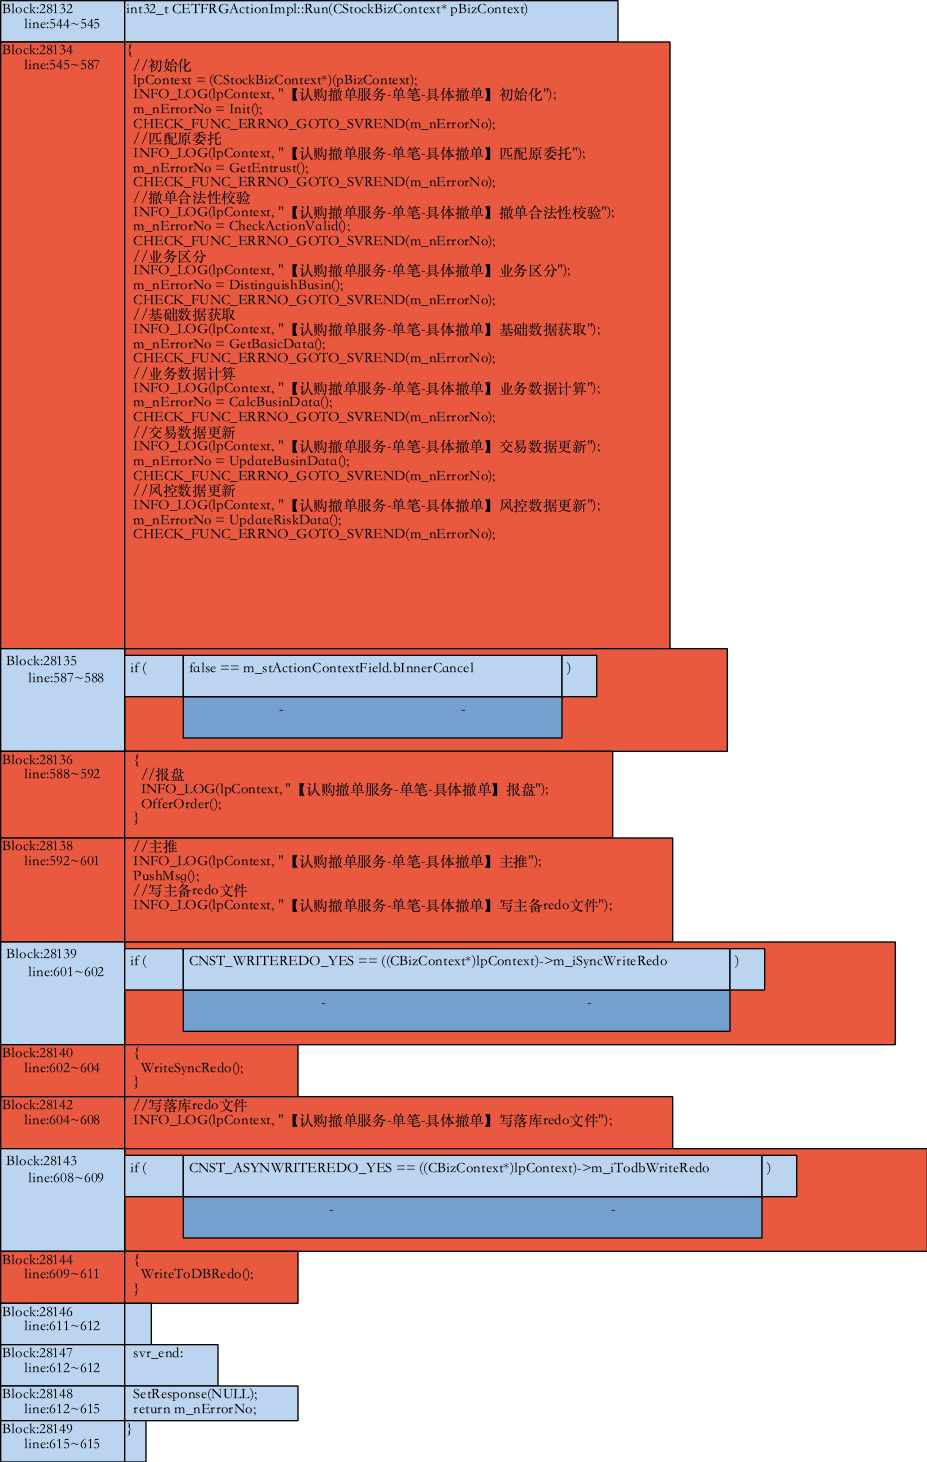 Block:28132
line:544~545
int32_t CETFRGActionImpl::Run(CStockBizContext* pBizContext)
Block:28134
line:545~587
{
//初始化
lpContext = (CStockBizContext*)(pBizContext);
INFO_LOG(lpContext, "【认购撤单服务-单笔-具体撤单】初始化");
m_nErrorNo = Init();
CHECK_FUNC_ERRNO_GOTO_SVREND(m_nErrorNo);
//匹配原委托
INFO_LOG(lpContext, "【认购撤单服务-单笔-具体撤单】匹配原委托");
m_nErrorNo = GetEntrust();
CHECK_FUNC_ERRNO_GOTO_SVREND(m_nErrorNo);
//撤单合法性校验
INFO_LOG(lpContext, "【认购撤单服务-单笔-具体撤单】撤单合法性校验");
m_nErrorNo = CheckActionValid();
CHECK_FUNC_ERRNO_GOTO_SVREND(m_nErrorNo);
//业务区分
INFO_LOG(lpContext, "【认购撤单服务-单笔-具体撤单】业务区分");
m_nErrorNo = DistinguishBusin();
CHECK_FUNC_ERRNO_GOTO_SVREND(m_nErrorNo);
//基础数据获取
INFO_LOG(lpContext, "【认购撤单服务-单笔-具体撤单】基础数据获取");
m_nErrorNo = GetBasicData();
CHECK_FUNC_ERRNO_GOTO_SVREND(m_nErrorNo);
//业务数据计算
INFO_LOG(lpContext, "【认购撤单服务-单笔-具体撤单】业务数据计算");
m_nErrorNo = CalcBusinData();
CHECK_FUNC_ERRNO_GOTO_SVREND(m_nErrorNo);
//交易数据更新
INFO_LOG(lpContext, "【认购撤单服务-单笔-具体撤单】交易数据更新");
m_nErrorNo = UpdateBusinData();
CHECK_FUNC_ERRNO_GOTO_SVREND(m_nErrorNo);
//风控数据更新
INFO_LOG(lpContext, "【认购撤单服务-单笔-具体撤单】风控数据更新");
m_nErrorNo = UpdateRiskData();
CHECK_FUNC_ERRNO_GOTO_SVREND(m_nErrorNo);
Block:28135
line:587~588
if ( false == m_stActionContextField.bInnerCancel )
- -
Block:28136
line:588~592
{
//报盘
INFO_LOG(lpContext, "【认购撤单服务-单笔-具体撤单】报盘");
OfferOrder();
}
Block:28138
line:592~601
//主推
INFO_LOG(lpContext, "【认购撤单服务-单笔-具体撤单】主推");
PushMsg();
//写主备redo文件
INFO_LOG(lpContext, "【认购撤单服务-单笔-具体撤单】写主备redo文件");
Block:28139
line:601~602
if ( CNST_WRITEREDO_YES == ((CBizContext*)lpContext)->m_iSyncWriteRedo )
- -
Block:28140
line:602~604
{
WriteSyncRedo();
}
Block:28142
line:604~608
//写落库redo文件
INFO_LOG(lpContext, "【认购撤单服务-单笔-具体撤单】写落库redo文件");
Block:28143
line:608~609
if ( CNST_ASYNWRITEREDO_YES == ((CBizContext*)lpContext)->m_iTodbWriteRedo )
- -
Block:28144
line:609~611
{
WriteToDBRedo();
}
Block:28146
line:611~612
Block:28147
line:612~612
svr_end:
Block:28148
line:612~615
SetResponse(NULL);
return m_nErrorNo;
Block:28149
line:615~615
}